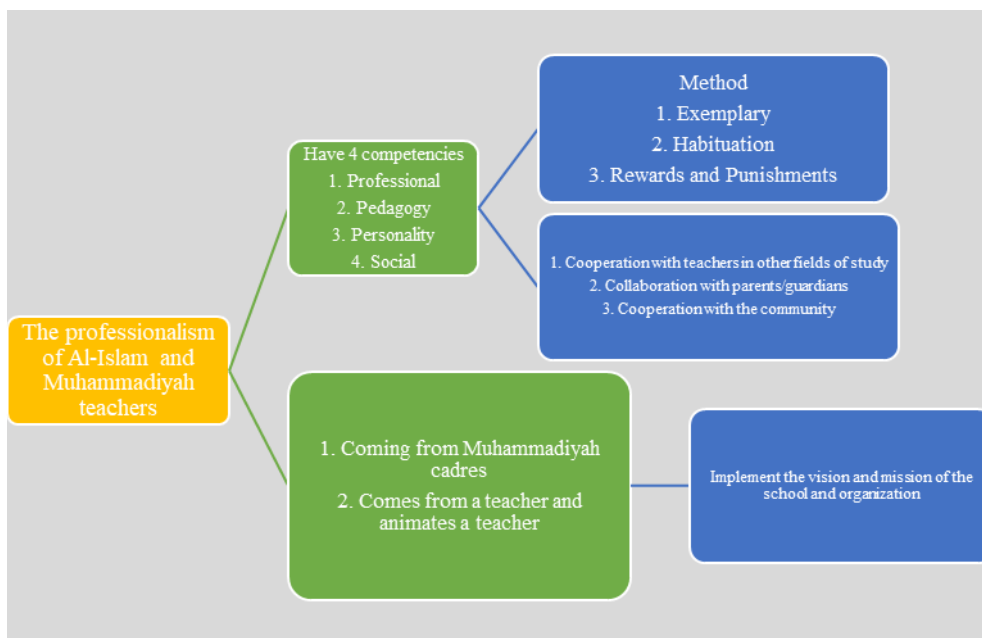 The professionalism
of Al-Islam and
Muhammadiyah
teachers
Have 4 competencies
1. Professional
2. Pedagogy
3. Personality
4. Social
Method
1. Exemplary
2. Habituation
3. Rewards and Punishments
1. Cooperation with teachers in other fields of study
2. Collaboration with parents/guardians
3. Cooperation with the community
1. Coming from Muhammadiyah
cadres
2. Comes from a teacher and
animates a teacher
Implement the vision and mission of the
school and organization